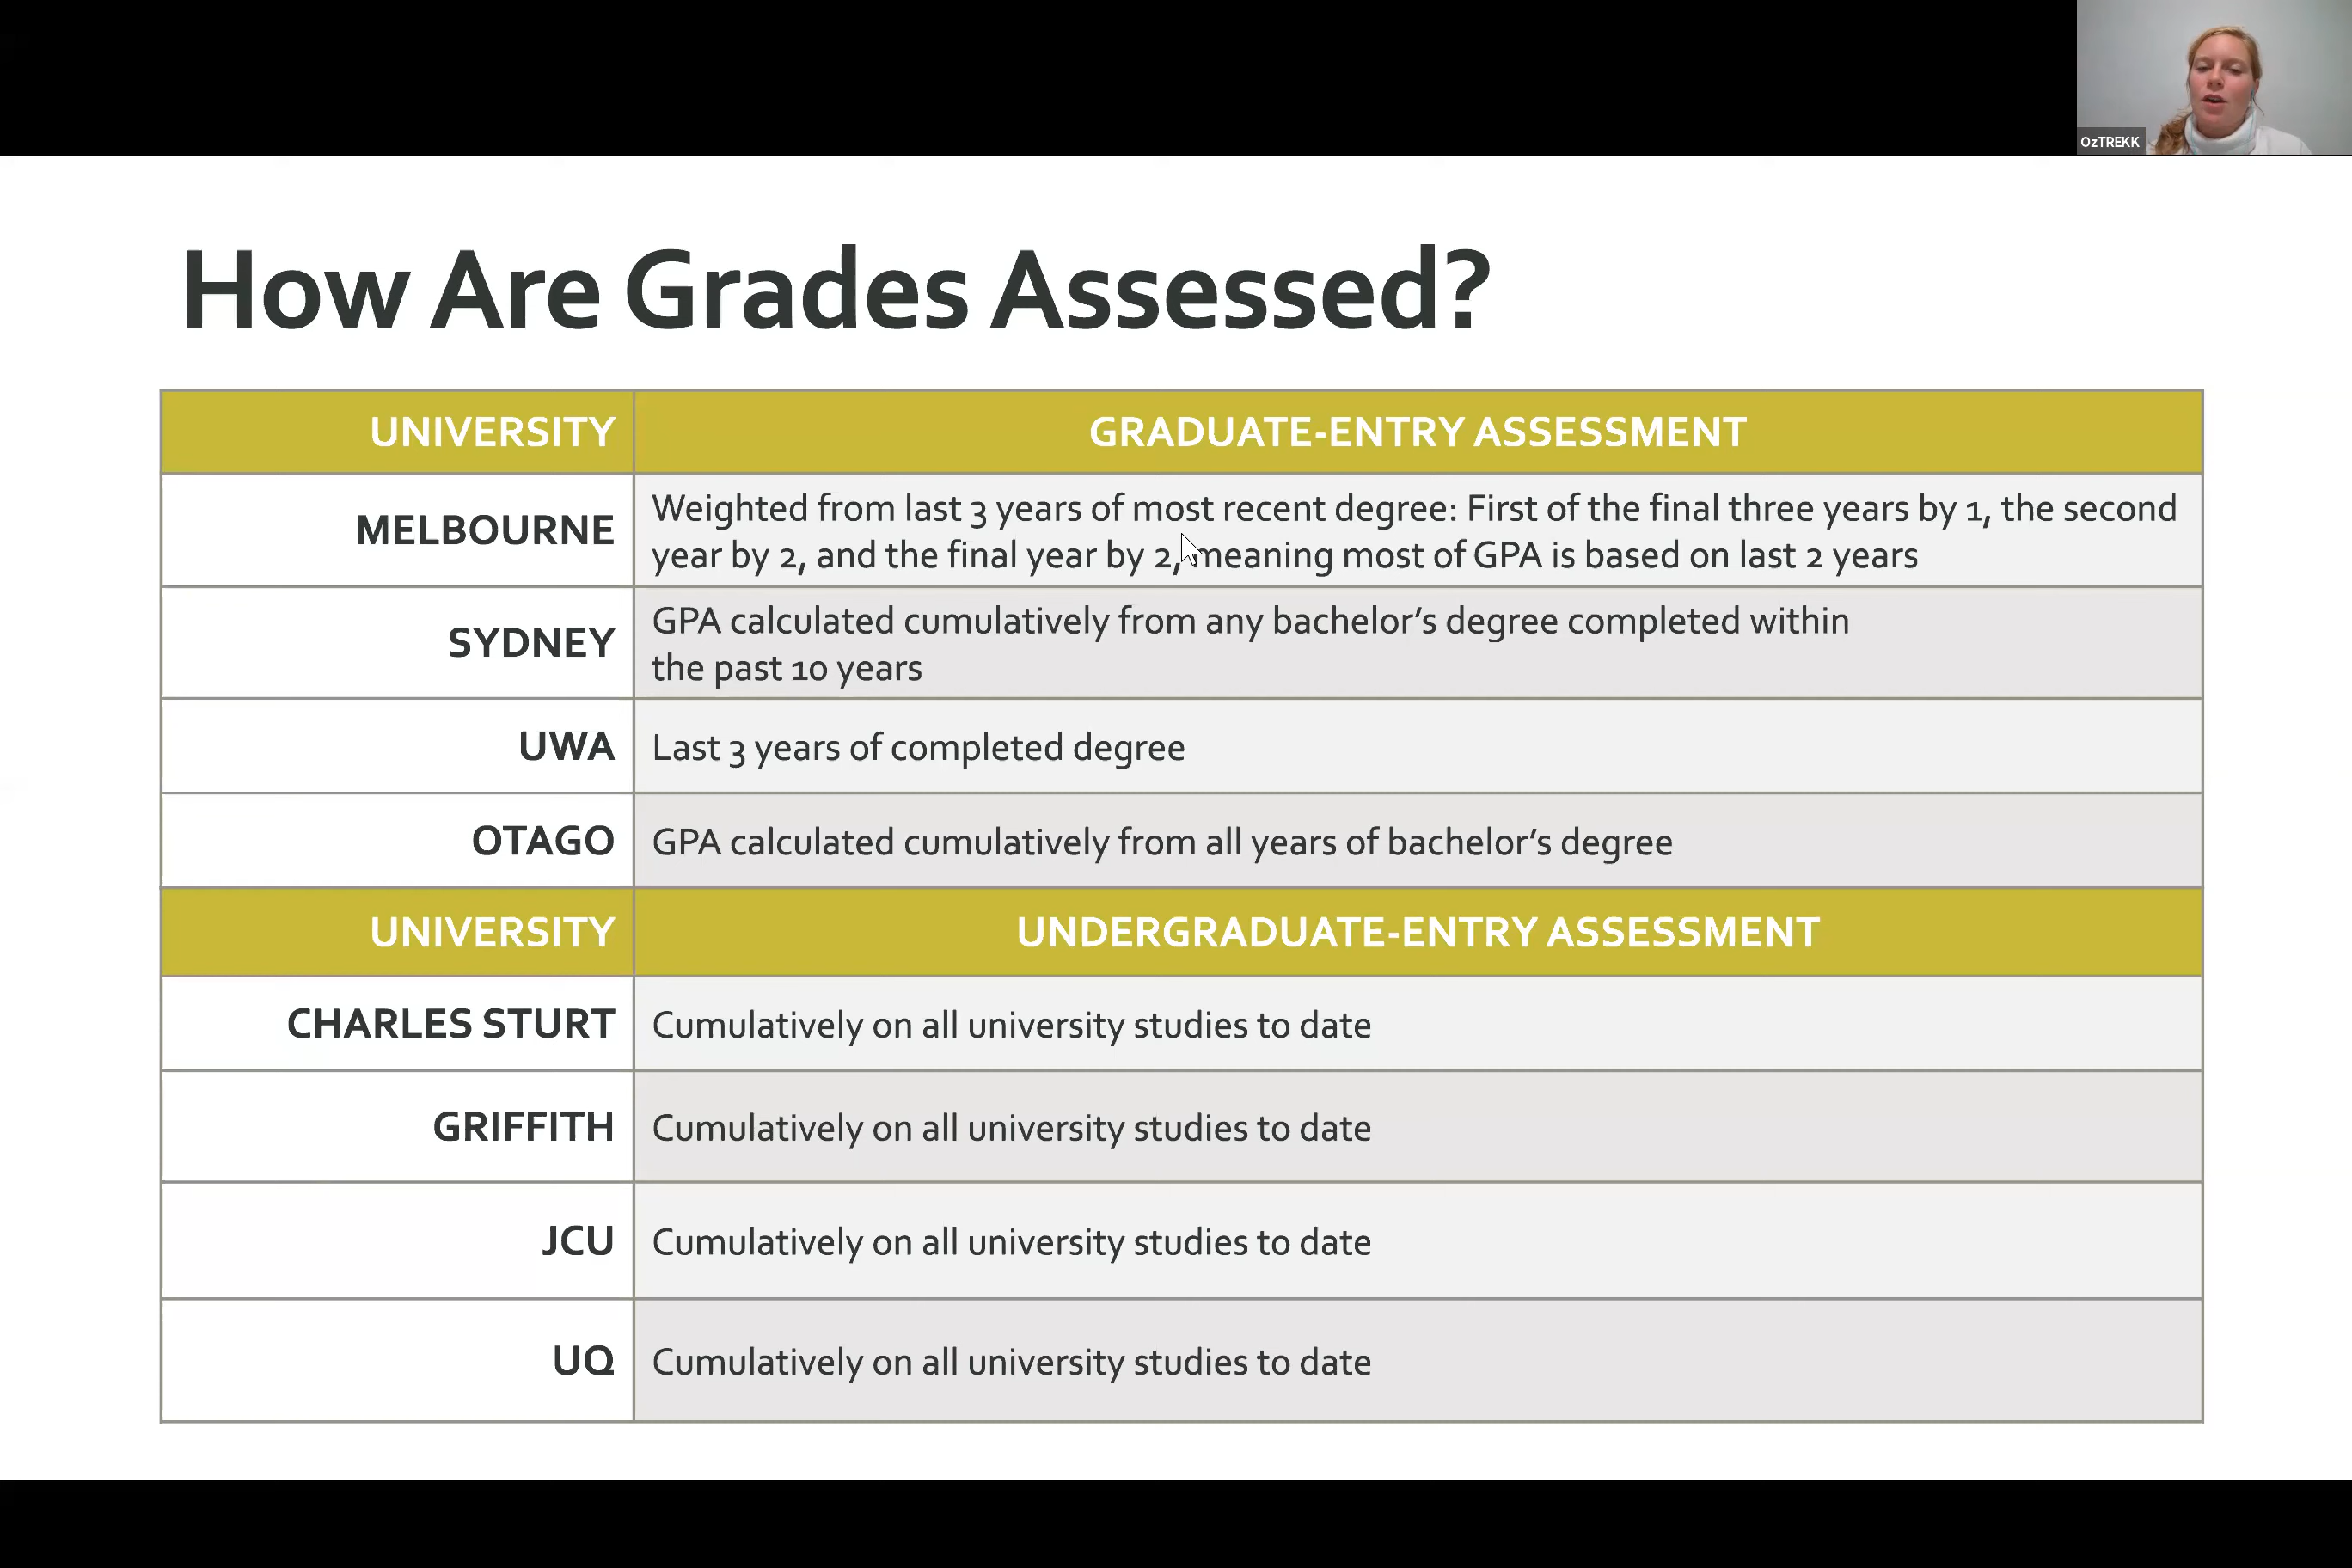 OzTREKK
How Are Grades Assessed?
UNIVERSITY
GRADUATE-ENTRY ASSESSMENT
MELBOURNE
Weighted from last 3 years of most recent degree: First of the final three years by 1, the second
year by 2, and the final year by 2, meaning most of GPA is based on last 2 years
SYDNEY
GPA calculated cumulatively from any bachelor’s degree completed within
the past 10 years
UWA
Last 3 years of completed degree
OTAGO
GPA calculated cumulatively from all years of bachelor’s degree
UNIVERSITY
UNDERGRADUATE-ENTRY ASSESSMENT
CHARLES STURT
Cumulatively on all university studies to date
GRIFFITH
Cumulatively on all university studies to date
JCU
Cumulatively on all university studies to date
UQ
Cumulatively on all university studies to date